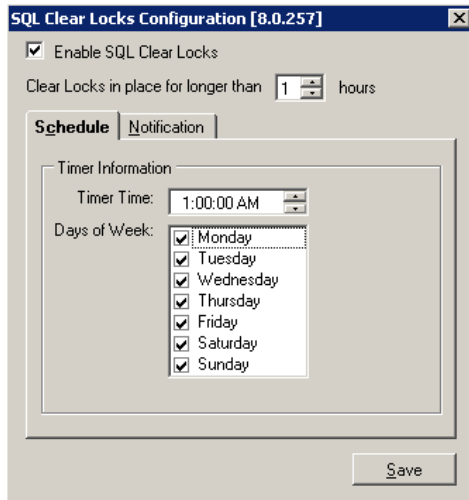 SQL Clear Locks Configuration [8.0.257]
Enable SQL Clear Locks
Clear Locks in place for longer than 1 hours
Schedule Notification
Timer Information
Timer Time: 1:00:00 AM
Days of Week: Monday
Tuesday
Wednesday
Thursday
Friday
Saturday
Sunday
Save